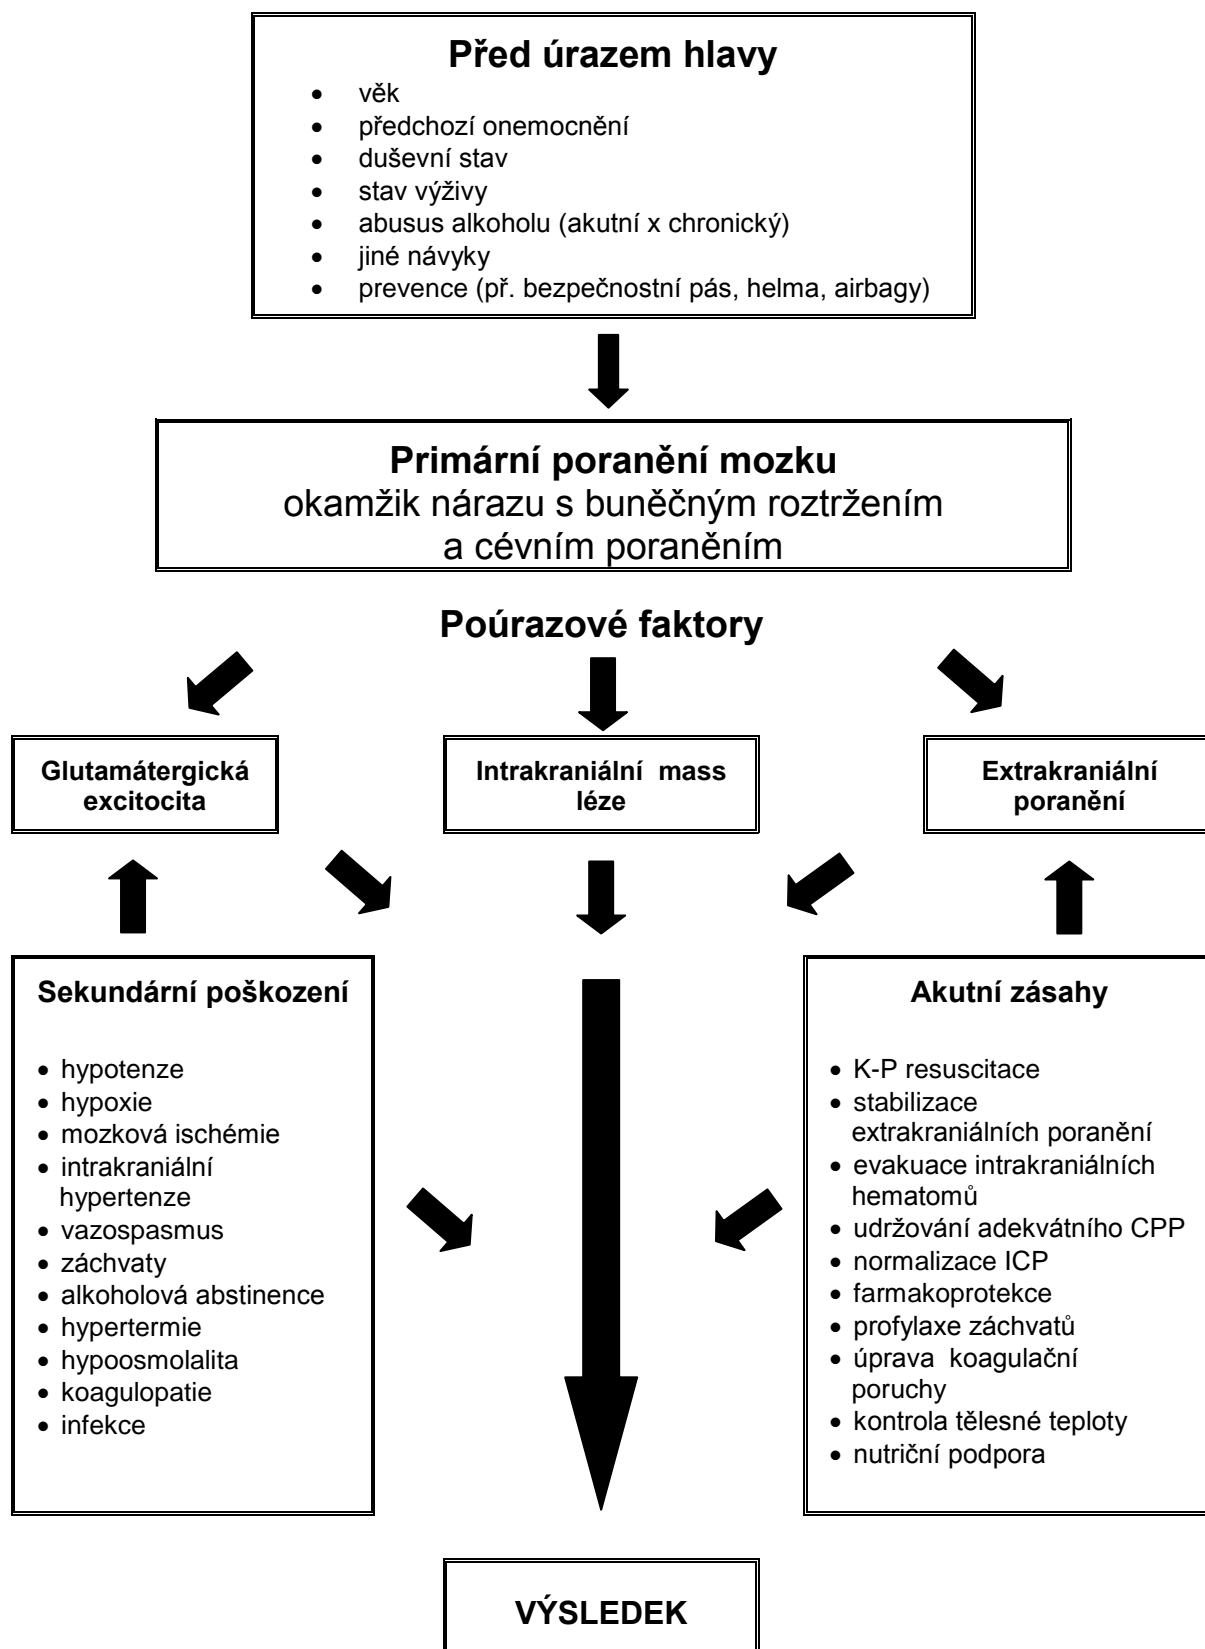 Před úrazem hlavy
• věk
• předchozí onemocnění
• duševní stav
• stav výživy
• abusus alkoholu (akutní x chronický)
• jiné návyky
• prevence (př. bezpečnostní pás, helma, airbagy)
Primární poranění mozku
okamžik nárazu s buněčným roztržením
a cévním poraněním
Poúrazové faktory
Glutamátergická
excitocita
Intrakraniální mass
léze
Extrakraniální
poranění
Sekundární poškození
• hypotenze
• hypoxie
• mozková ischémie
• intrakraniální
hypertenze
• vazospasmus
• záchvaty
• alkoholová abstinence
• hypertermie
• hypoosmolalita
• koagulopatie
• infekce
Akutní zásahy
• K-P resuscitace
• stabilizace
extrakraniálních poranění
• evakuace intrakraniálních
hematomů
• udržování adekvátního CPP
• normalizace ICP
• farmakoprotekce
• profylaxe záchvatů
• úprava koagulační
poruchy
• kontrola tělesné teploty
• nutriční podpora
VÝSLEDEK